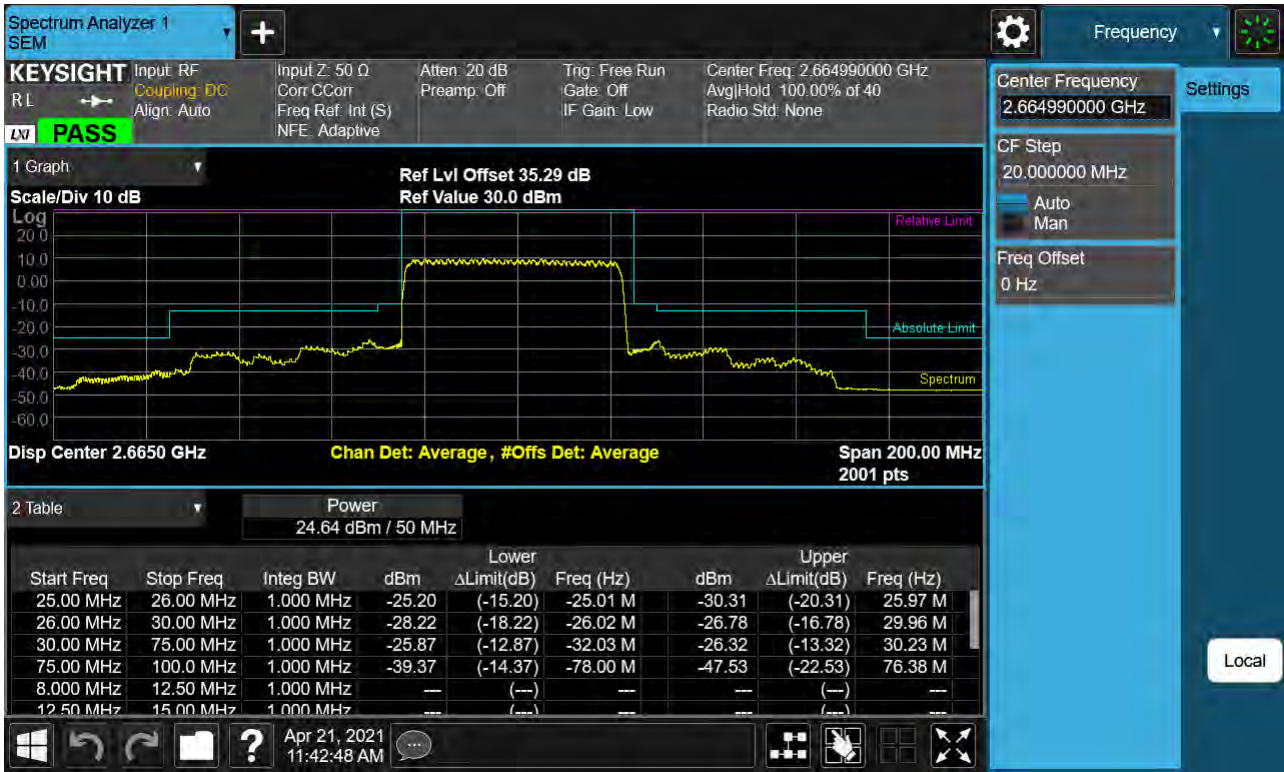 Spectrum Analyzer 1
SEM
Frequency
KEYSIGHT
RL
LXI
PASS
Input: RF
Coupling: DC
Align: Auto
Input Z: 50 Ω
Corr CCorr
Freq Ref: Int (S)
NFE: Adaptive
Atten: 20 dB
Preamp: Off
Trig: Free Run
Gate: Off
IF Gain: Low
Center Freq: 2.664990000 GHz
Avg|Hold: 100.00% of 40
Radio Std: None
Center Frequency
2.664990000 GHz
Settings
CF Step
20.000000 MHz
Auto
Man
Freq Offset
0 Hz
Local
1 Graph
Scale/Div 10 dB
Ref Lvl Offset 35.29 dB
Ref Value 30.0 dBm
Log
20.0
10.0
0.00
-10.0
-20.0
-30.0
-40.0
-50.0
-60.0
Relative Limit
Absolute Limit
Spectrum
Disp Center 2.6650 GHz
Chan Det: Average, #Offs Det: Average
Span 200.00 MHz
2001 pts
2 Table
Power
24.64 dBm / 50 MHz
Lower Upper
Start Freq Stop Freq Integ BW dBm ΔLimit(dB) Freq (Hz) dBm ΔLimit(dB) Freq (Hz)
25.00 MHz 26.00 MHz 1.000 MHz -25.20 (-15.20) -25.01 M -30.31 (-20.31) 25.97 M
26.00 MHz 30.00 MHz 1.000 MHz -28.22 (-18.22) -26.02 M -26.78 (-16.78) 29.96 M
30.00 MHz 75.00 MHz 1.000 MHz -25.87 (-12.87) -32.03 M -26.32 (-13.32) 30.23 M
75.00 MHz 100.0 MHz 1.000 MHz -39.37 (-14.37) -78.00 M -47.53 (-22.53) 76.38 M
8.000 MHz 12.50 MHz 1.000 MHz --- (---) --- --- (---) ---
12.50 MHz 15.00 MHz 1.000 MHz --- (---) --- --- (---) ---
Apr 21, 2021
11:42:48 AM